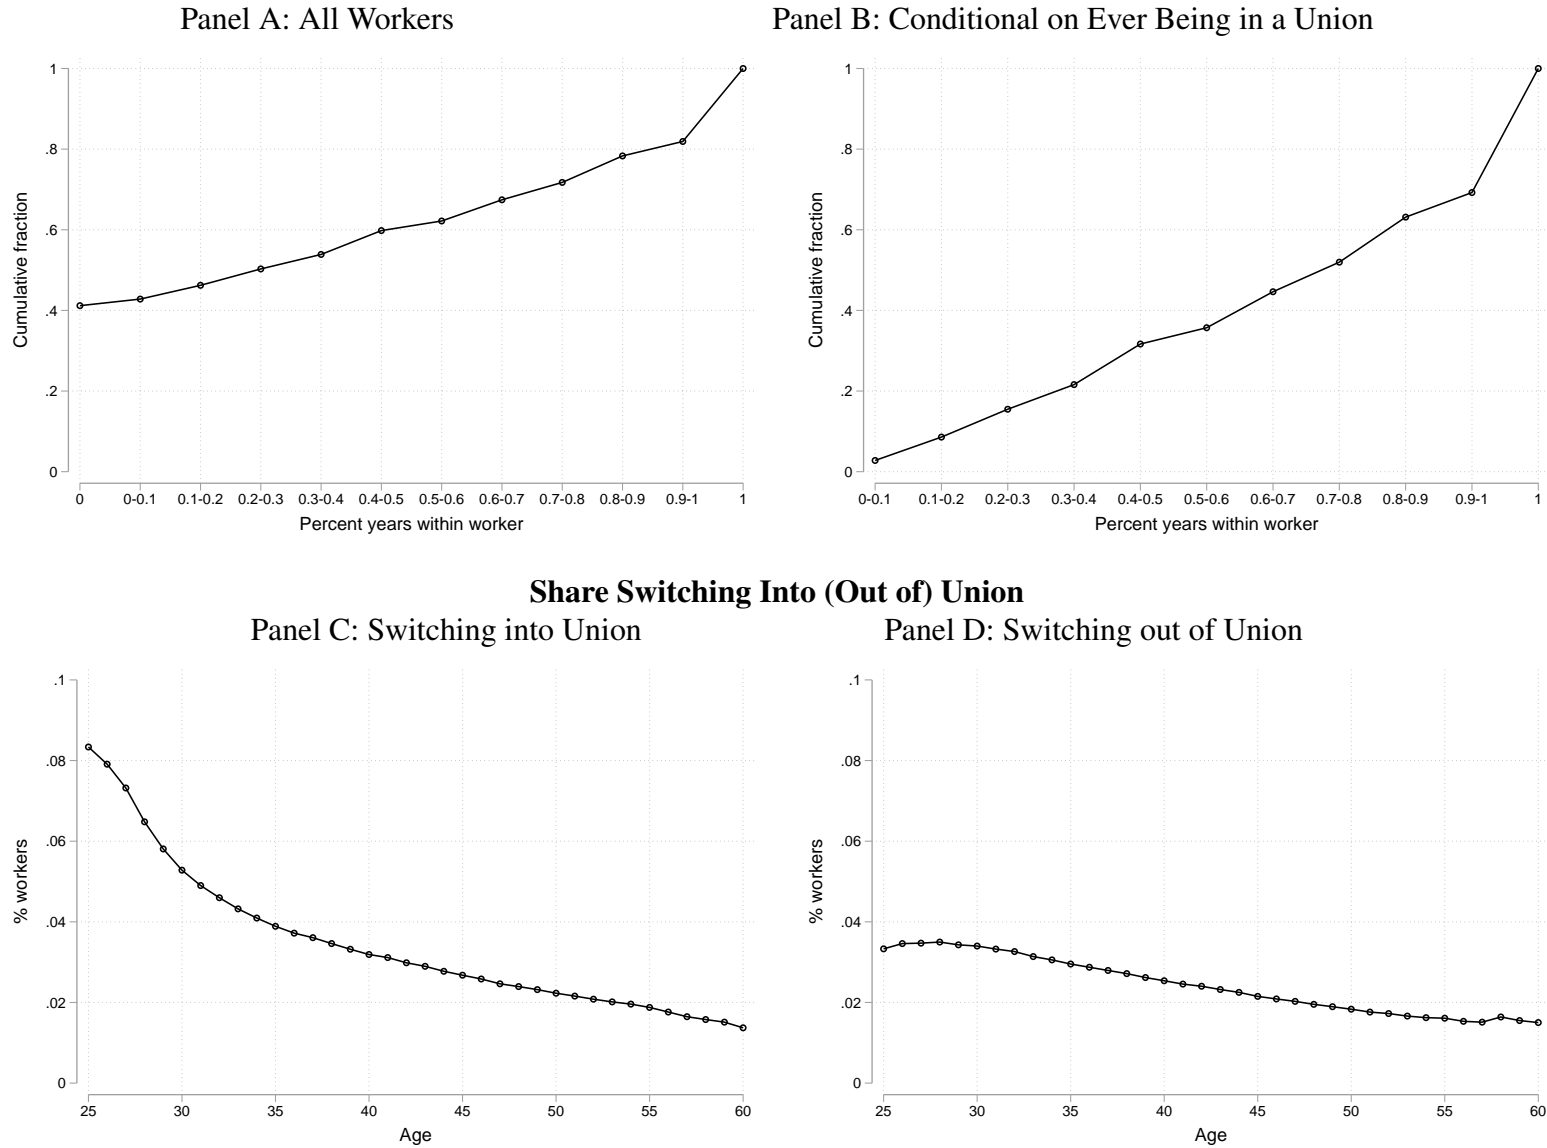 Panel A: All Workers
Cumulative fraction
1
.8
.6
.4
.2
0
0 0-0.1 0.1-0.2 0.2-0.3 0.3-0.4 0.4-0.5 0.5-0.6 0.6-0.7 0.7-0.8 0.8-0.9 0.9-1 1
Percent years within worker
Panel B: Conditional on Ever Being in a Union
Cumulative fraction
1
.8
.6
.4
.2
0
0-0.1 0.1-0.2 0.2-0.3 0.3-0.4 0.4-0.5 0.5-0.6 0.6-0.7 0.7-0.8 0.8-0.9 0.9-1 1
Percent years within worker
Share Switching Into (Out of) Union
Panel C: Switching into Union
% workers
.1
.08
.06
.04
.02
0
25 30 35 40 45 50 55 60
Age
Panel D: Switching out of Union
% workers
.1
.08
.06
.04
.02
0
25 30 35 40 45 50 55 60
Age